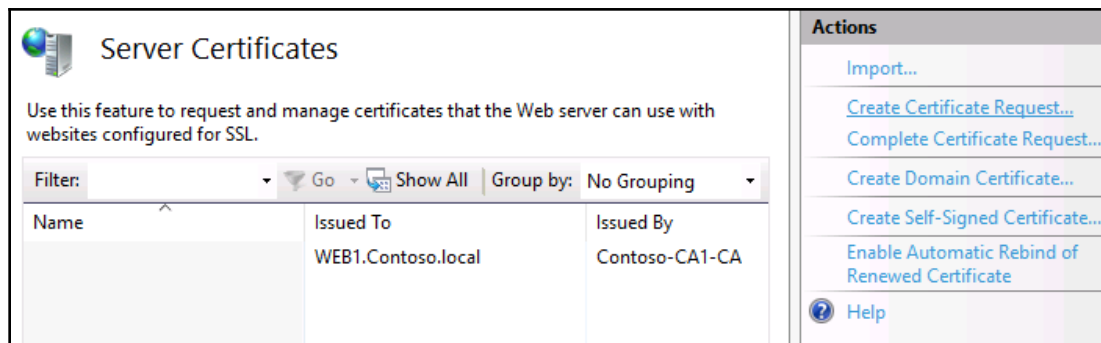 Server Certificates
Use this feature to request and manage certificates that the Web server can use with
websites configured for SSL.
Filter: Go Show All Group by: No Grouping
Name Issued To Issued By
WEB1.Contoso.local Contoso-CA1-CA
Actions
Import...
Create Certificate Request...
Complete Certificate Request...
Create Domain Certificate...
Create Self-Signed Certificate...
Enable Automatic Rebind of
Renewed Certificate
Help